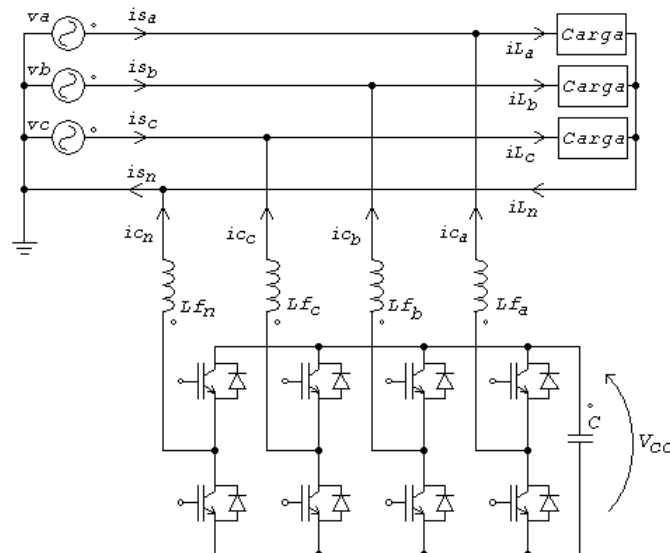 va isa iLa Carga
vb isb iLb Carga
vc isc iLc Carga
isn iLn
icn icc icb ica
Lfn Lfc Lfb Lfa
C VCC